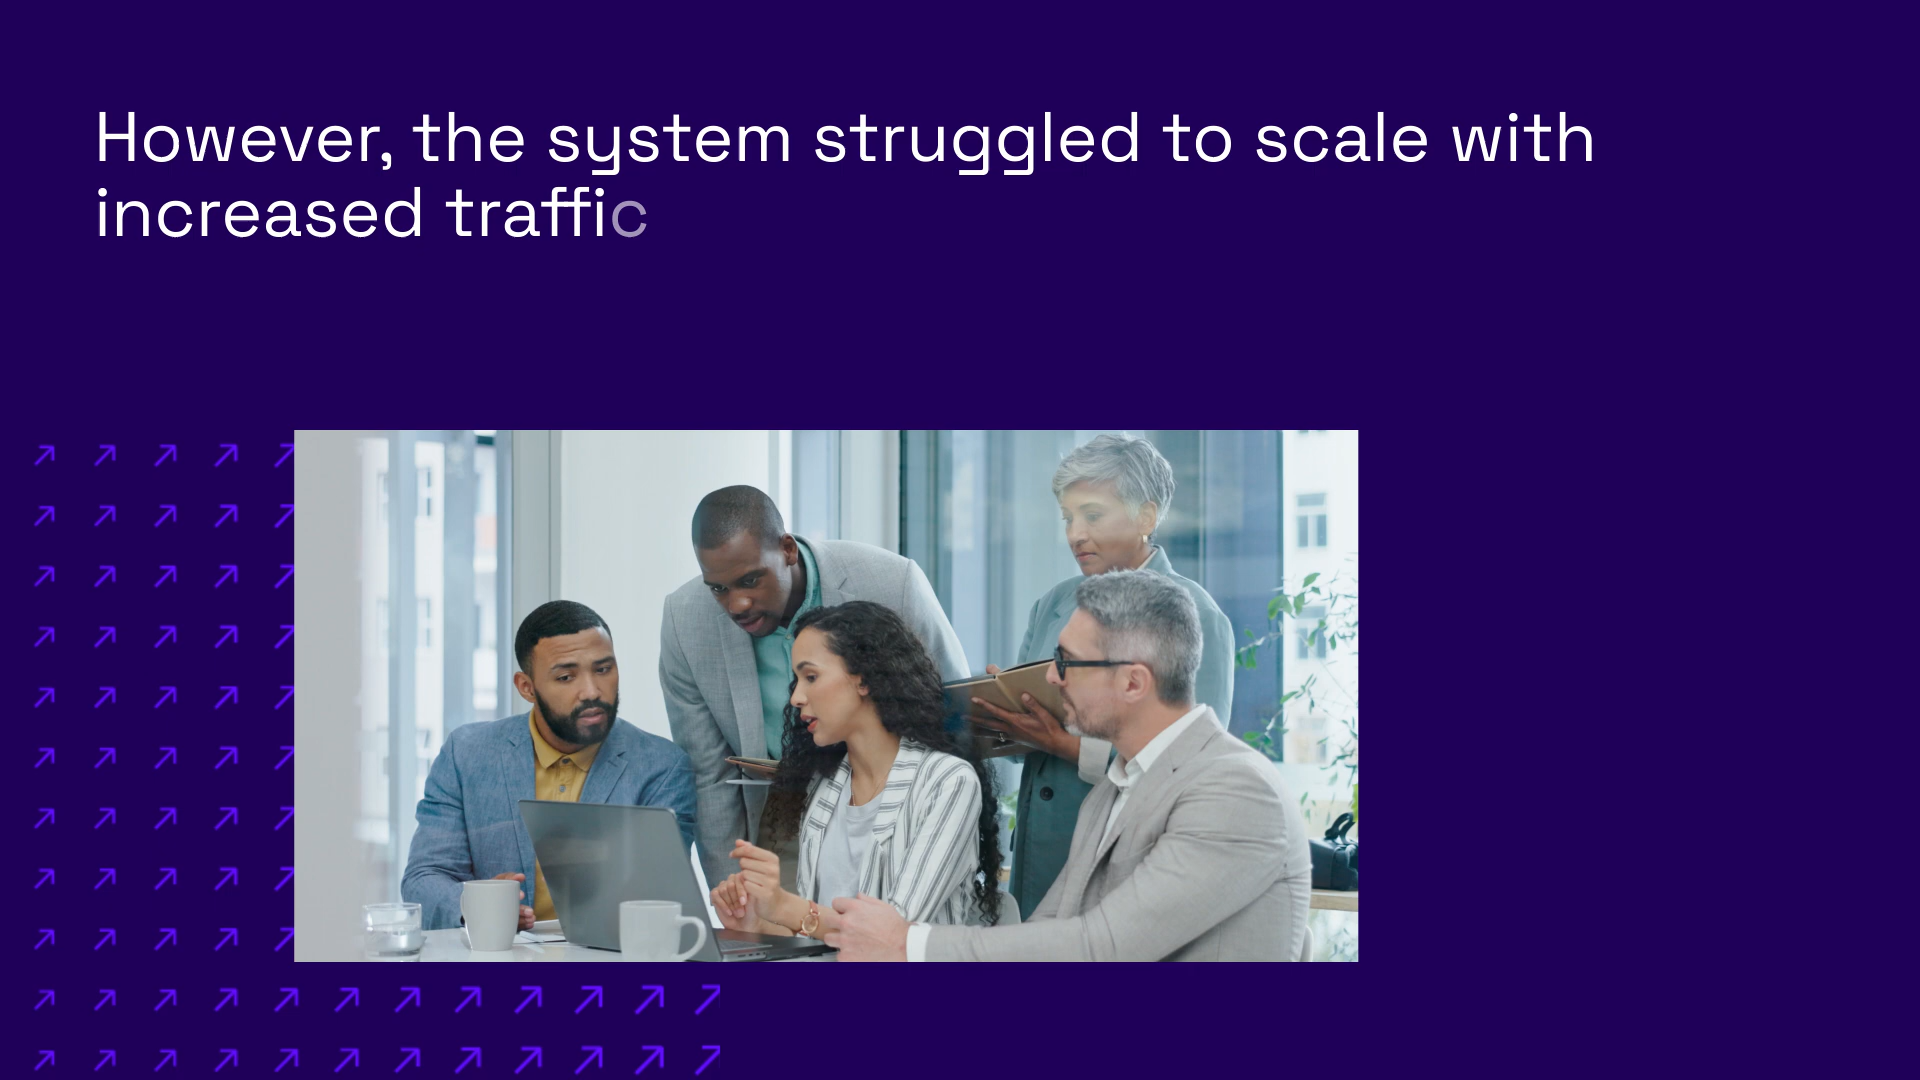 However, the system struggled to scale with
increased traffic